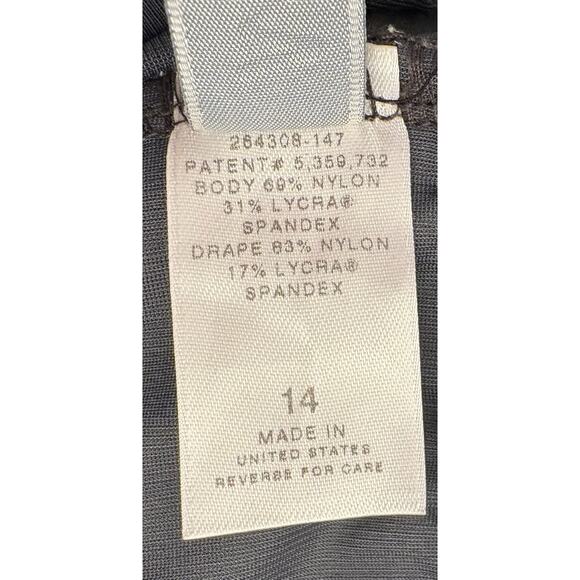 264308-147
PATENT# 5,359,732
BODY 69% NYLON
31% LYCRA®
SPANDEX
DRAPE 83% NYLON
17% LYCRA®
SPANDEX
14
MADE IN
UNITED STATES
REVERSE FOR CARE